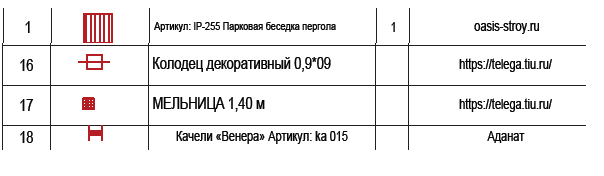 1 Артикул: IP-255 Парковая беседка пергола 1 oasis-stroy.ru
16 Колодец декоративный 0,9*09 https://telega.tiu.ru/
17 МЕЛЬНИЦА 1,40 м https://telega.tiu.ru/
18 Качели «Венера» Артикул: ka 015 Аданат